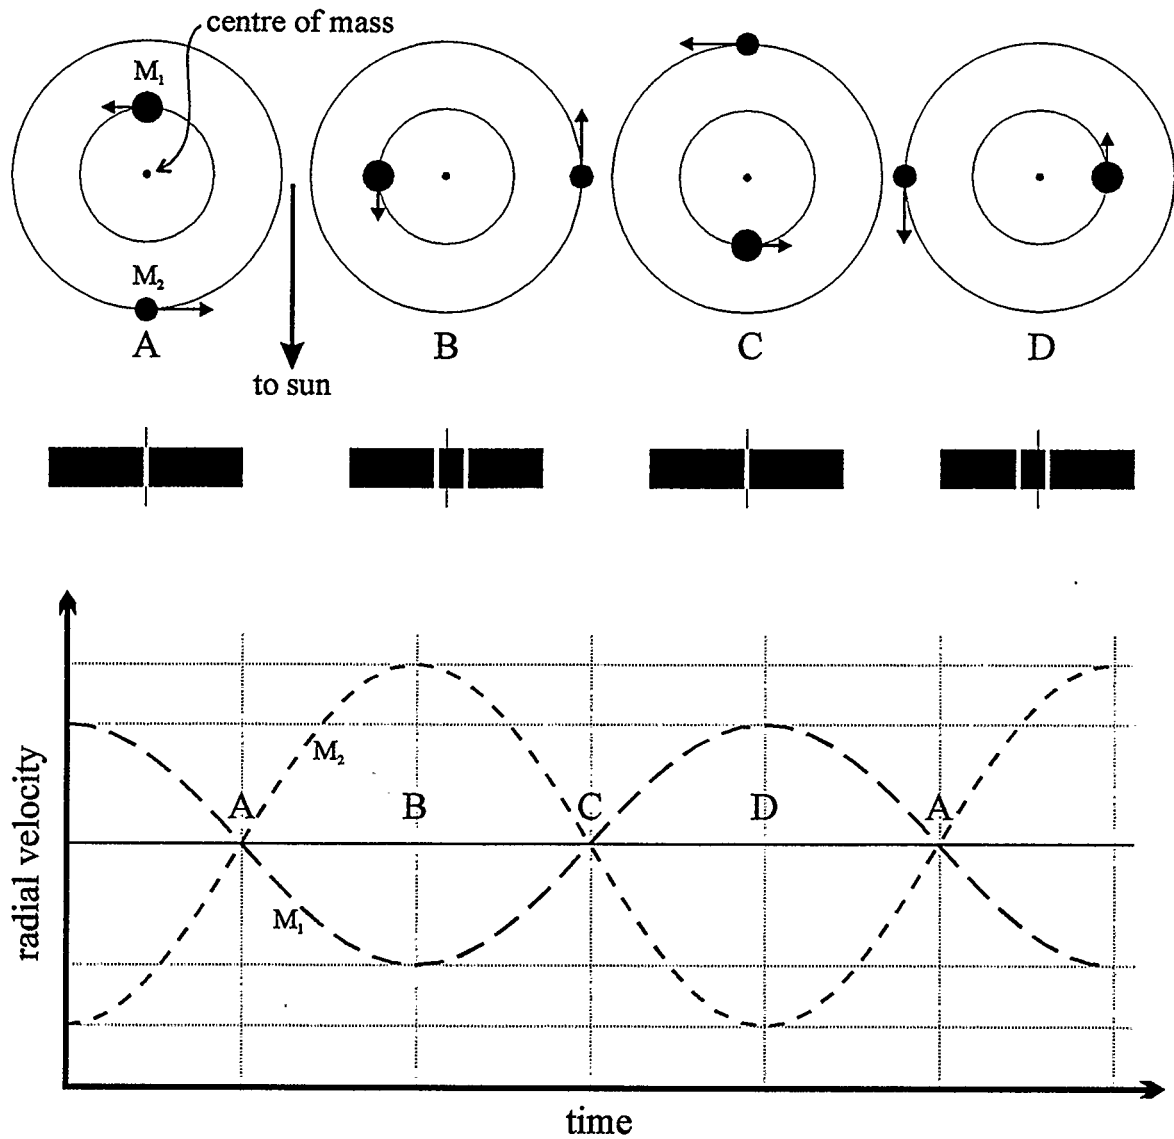 centre of mass
M₁
M₂
A
B
C
D
to sun
radial velocity
M₂
A
B
C
D
A
M₁
time